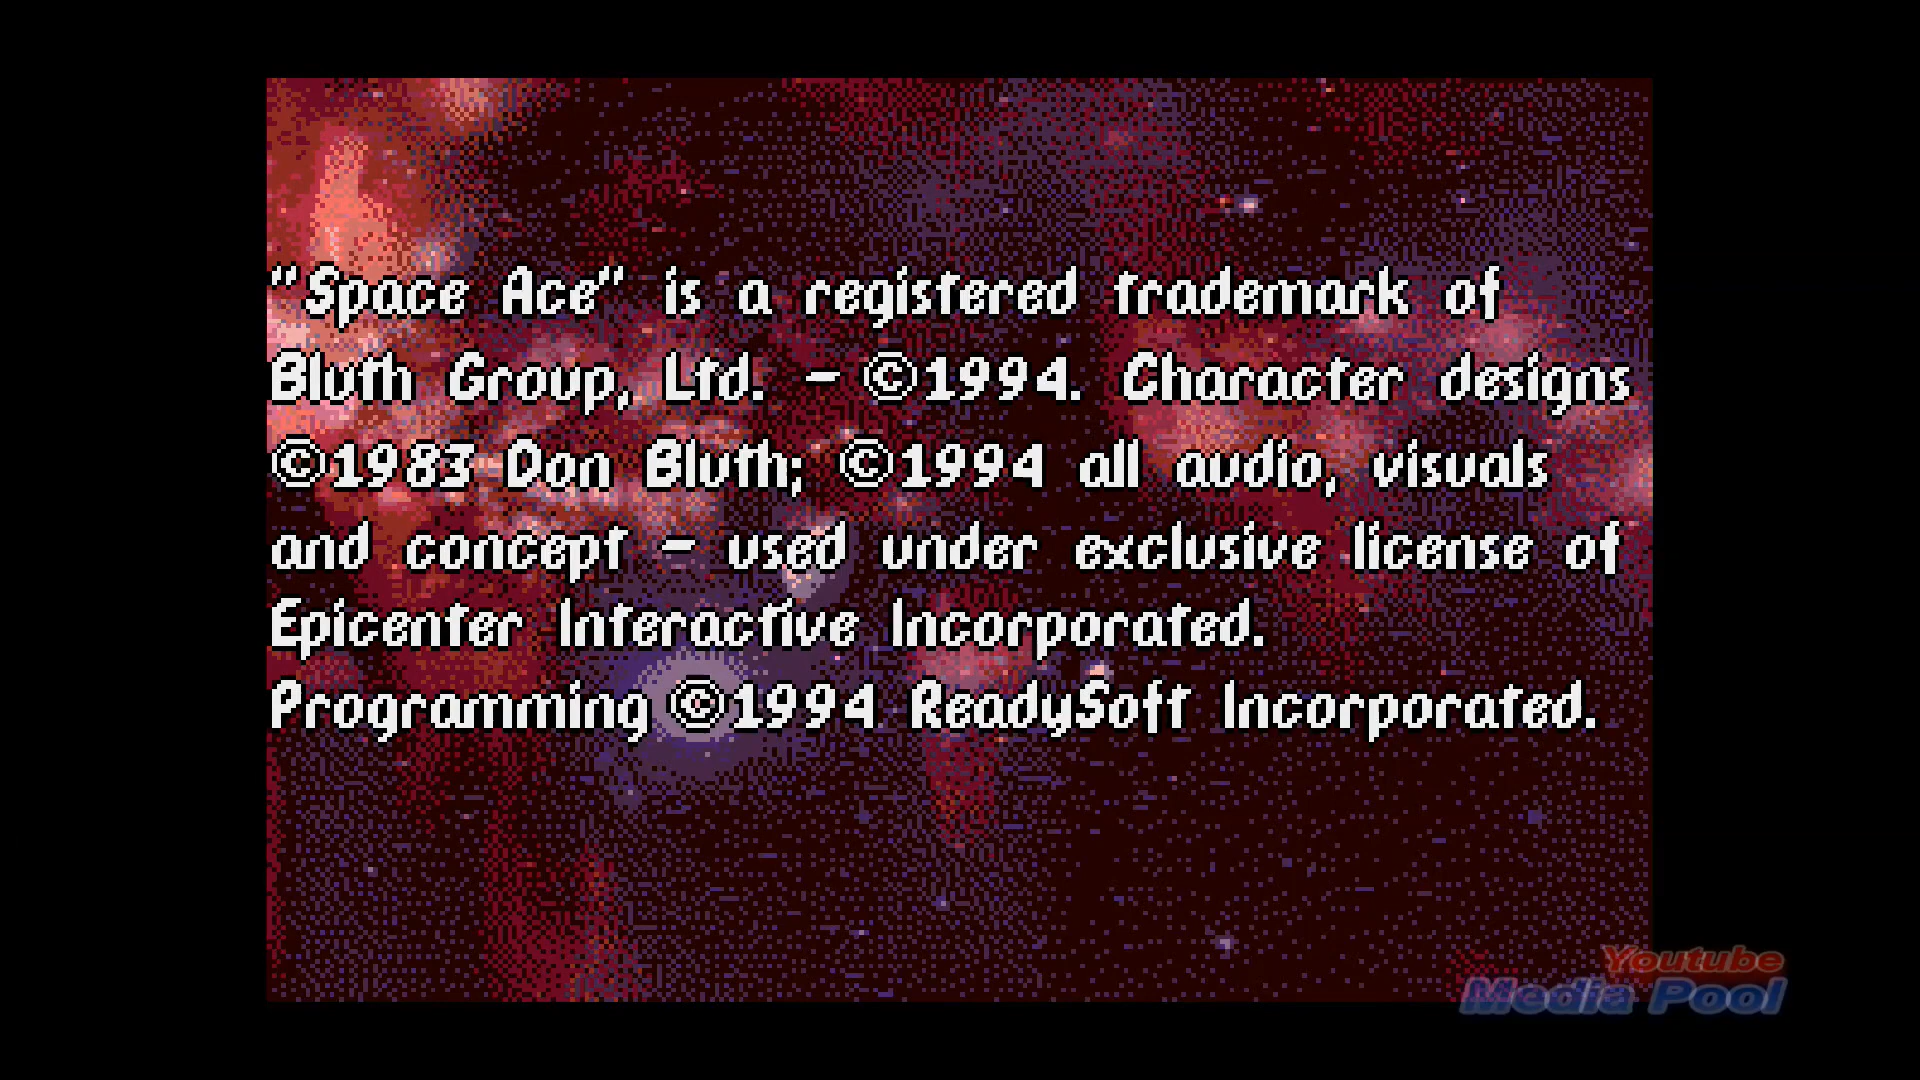 "Space Ace" is a registered trademark of
Bluth Group, Ltd. - ©1994. Character designs
©1983 Don Bluth; ©1994 all audio, visuals
and concept - used under exclusive license of
Epicenter Interactive Incorporated.
Programming ©1994 ReadySoft Incorporated.
Youtube
Media Pool